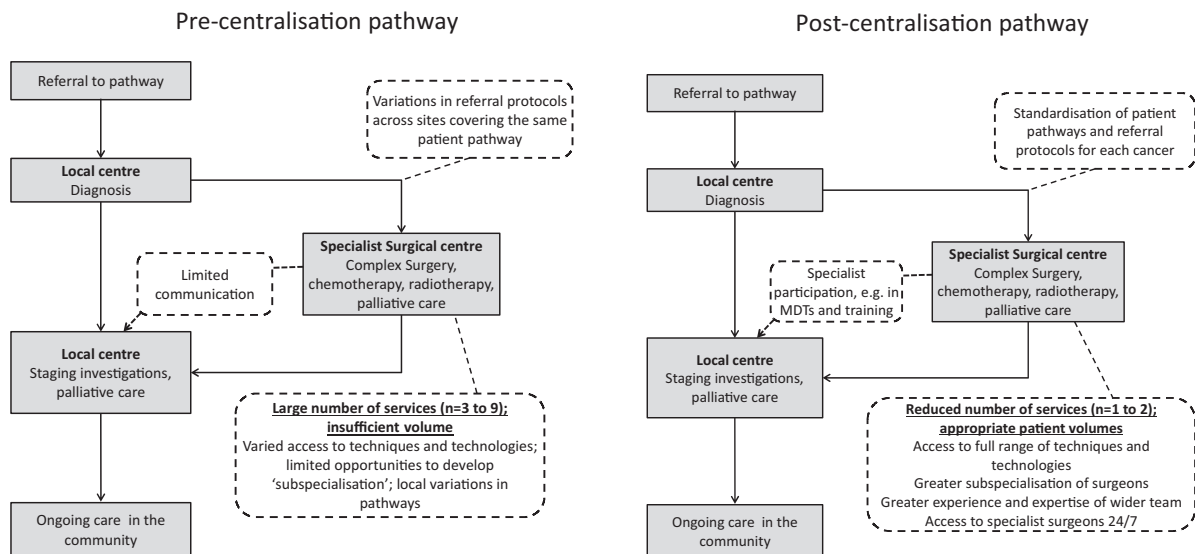 Pre-centralisation pathway
Referral to pathway
Variations in referral protocols
across sites covering the same
patient pathway
Local centre
Diagnosis
Specialist Surgical centre
Complex Surgery,
chemotherapy, radiotherapy,
palliative care
Limited
communication
Local centre
Staging investigations,
palliative care
Large number of services (n=3 to 9);
insufficient volume
Varied access to techniques and technologies;
limited opportunities to develop
‘subspecialisation’; local variations in
pathways
Ongoing care in the
community
Post-centralisation pathway
Referral to pathway
Standardisation of patient
pathways and referral
protocols for each cancer
Local centre
Diagnosis
Specialist Surgical centre
Complex Surgery,
chemotherapy, radiotherapy,
palliative care
Specialist
participation, e.g. in
MDTs and training
Local centre
Staging investigations,
palliative care
Reduced number of services (n=1 to 2);
appropriate patient volumes
Access to full range of techniques and
technologies
Greater subspecialisation of surgeons
Greater experience and expertise of wider team
Access to specialist surgeons 24/7
Ongoing care in the
community